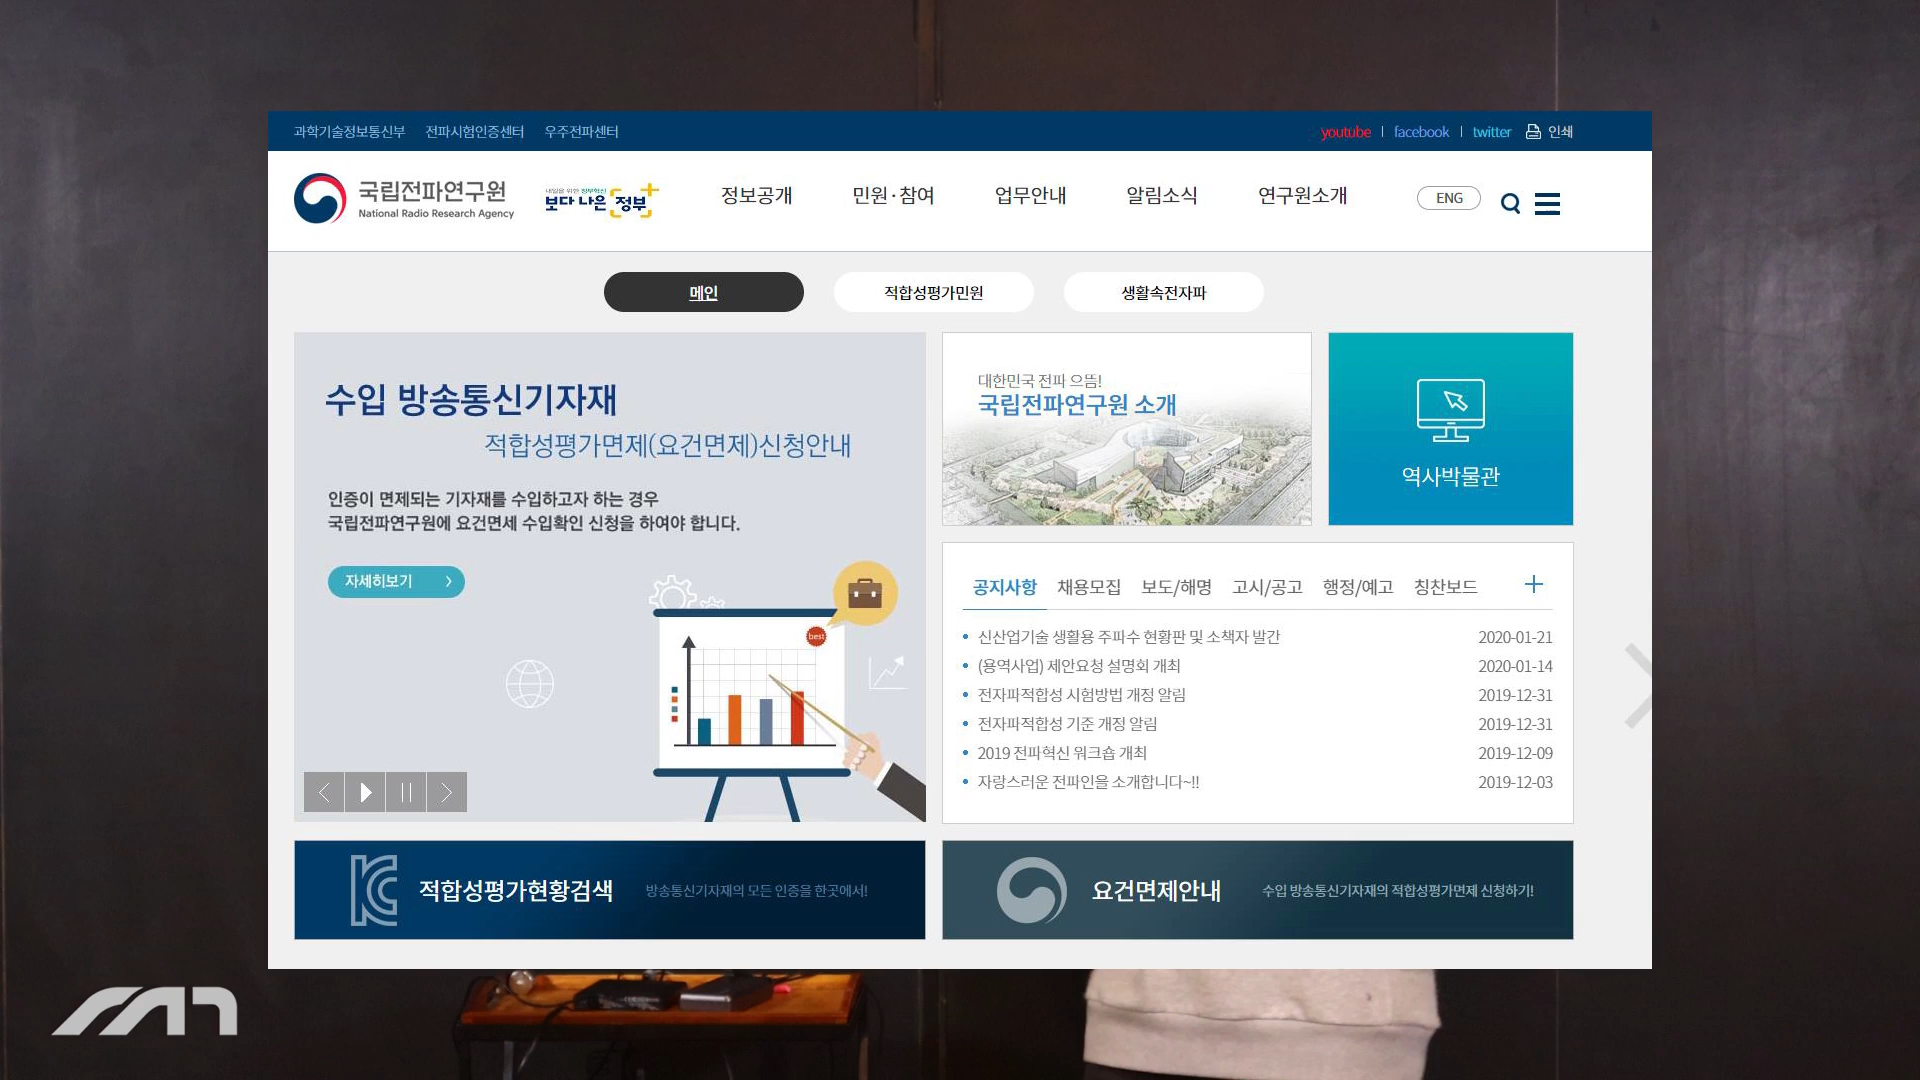 과학기술정보통신부 전파시험인증센터 우주전파센터
youtube facebook twitter 인쇄
국립전파연구원
National Radio Research Agency
내일을 위한 정부혁신
보다 나은 정부
정보공개 민원·참여 업무안내 알림소식 연구원소개
ENG
메인 적합성평가민원 생활속전자파
수입 방송통신기자재
적합성평가면제(요건면제)신청안내
인증이 면제되는 기자재를 수입하고자 하는 경우
국립전파연구원에 요건면세 수입확인 신청을 하여야 합니다.
자세히보기
best
대한민국 전파 으뜸!
국립전파연구원 소개
역사박물관
공지사항 채용모집 보도/해명 고시/공고 행정/예고 칭찬보드
신산업기술 생활용 주파수 현황판 및 소책자 발간 2020-01-21
(용역사업) 제안요청 설명회 개최 2020-01-14
전자파적합성 시험방법 개정 알림 2019-12-31
전자파적합성 기준 개정 알림 2019-12-31
2019 전파혁신 워크숍 개최 2019-12-09
자랑스러운 전파인을 소개합니다~!! 2019-12-03
적합성평가현황검색 방송통신기자재의 모든 인증을 한곳에서!
요건면제안내 수입 방송통신기자재의 적합성평가면제 신청하기!